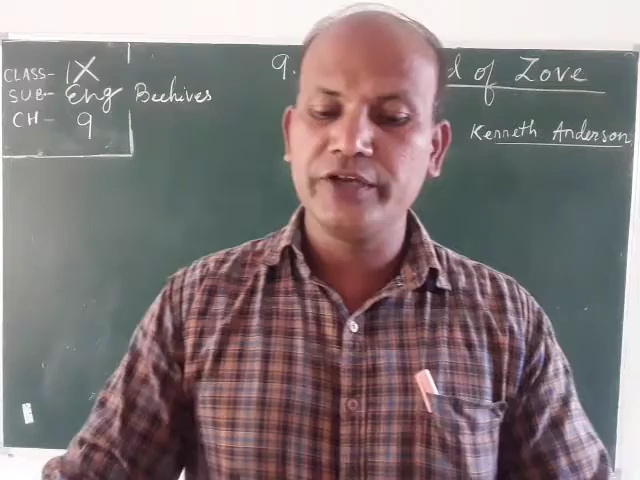 CLASS- IX
SUB- Eng Beehives
CH- 9
9. d of Love
Kenneth Anderson